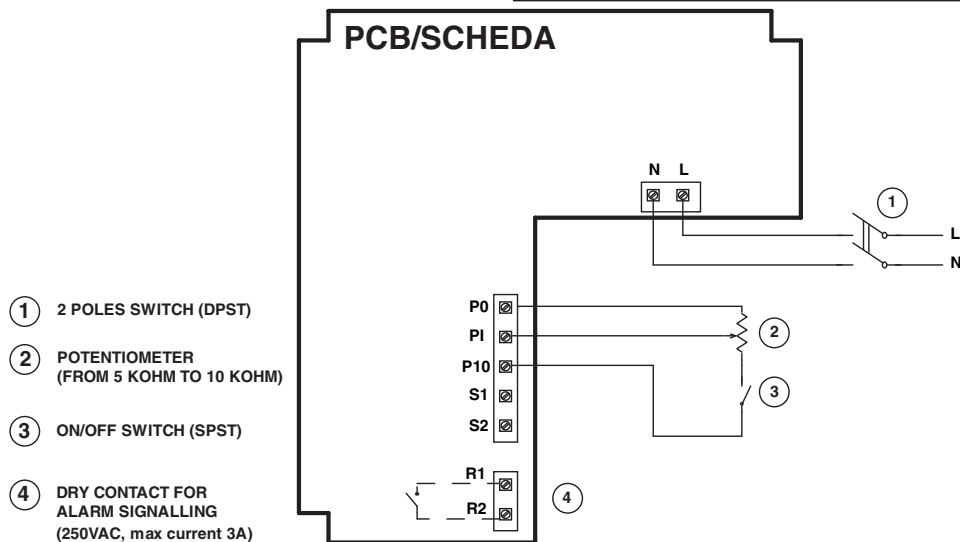 PCB/SCHEDA
N L
1
L
N
P0
PI
P10
S1
S2
2
3
R1
R2
4
1 2 POLES SWITCH (DPST)
2 POTENTIOMETER
(FROM 5 KOHM TO 10 KOHM)
3 ON/OFF SWITCH (SPST)
4 DRY CONTACT FOR
ALARM SIGNALLING
(250VAC, max current 3A)